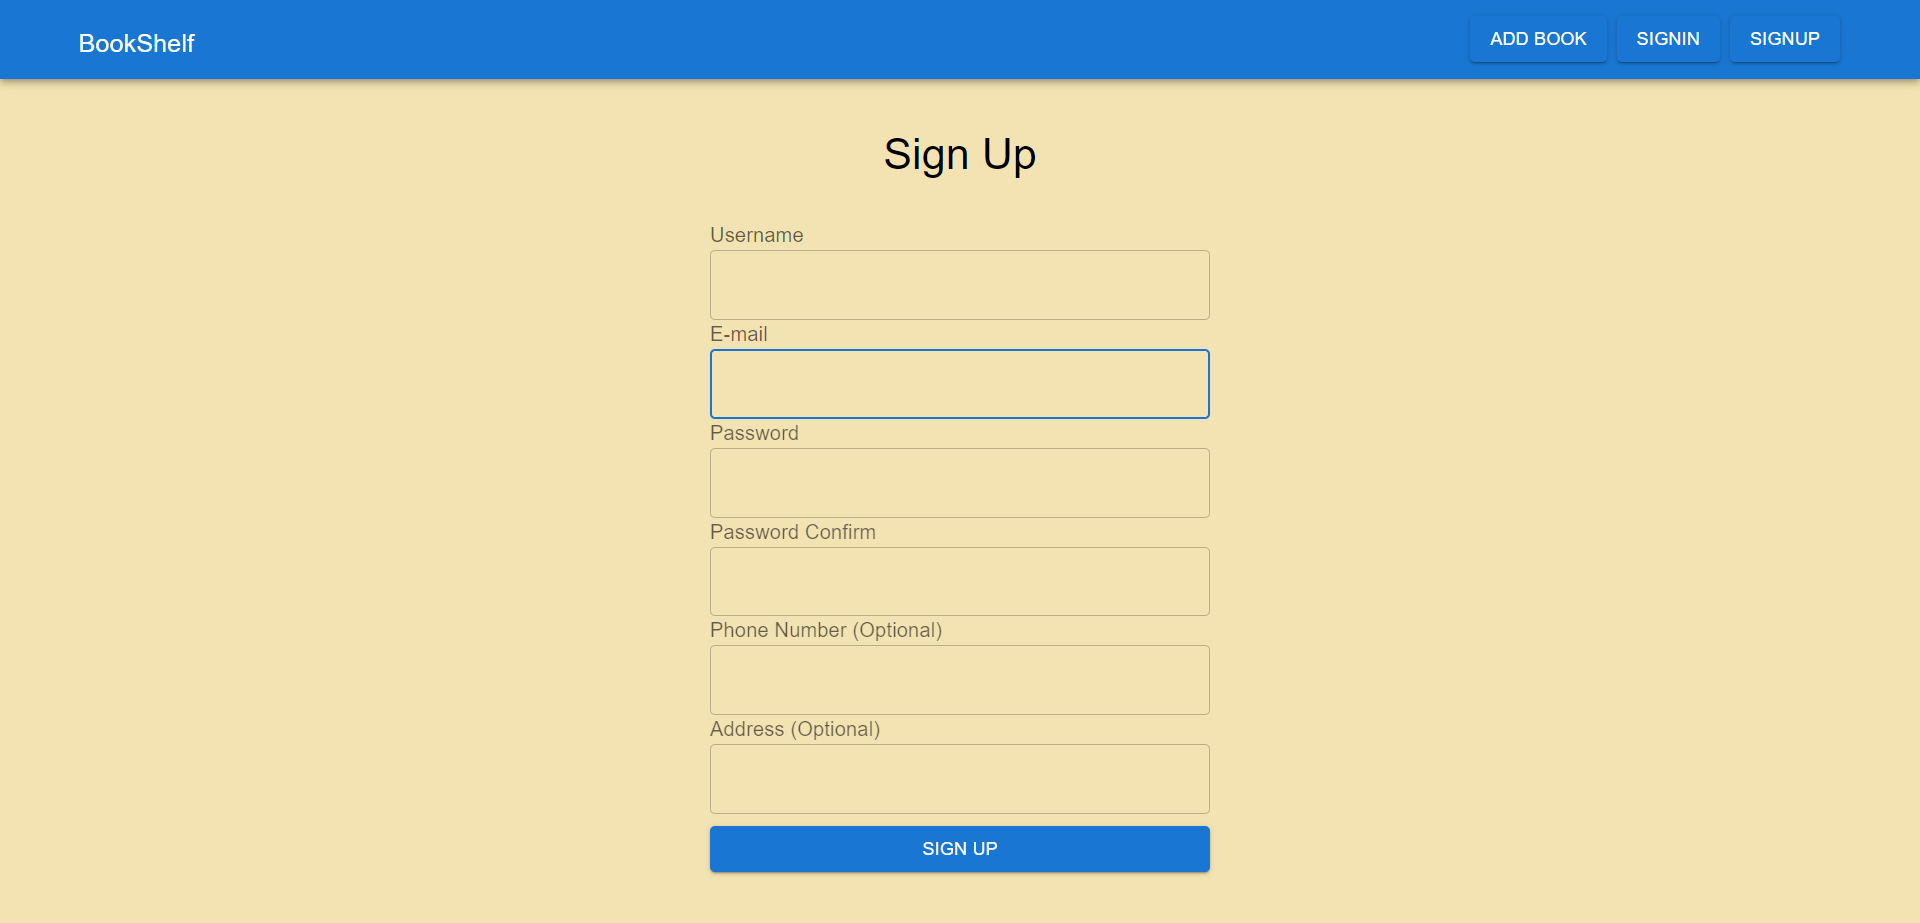 BookShelf
ADD BOOK
SIGNIN
SIGNUP
Sign Up
Username
E-mail
Password
Password Confirm
Phone Number (Optional)
Address (Optional)
SIGN UP